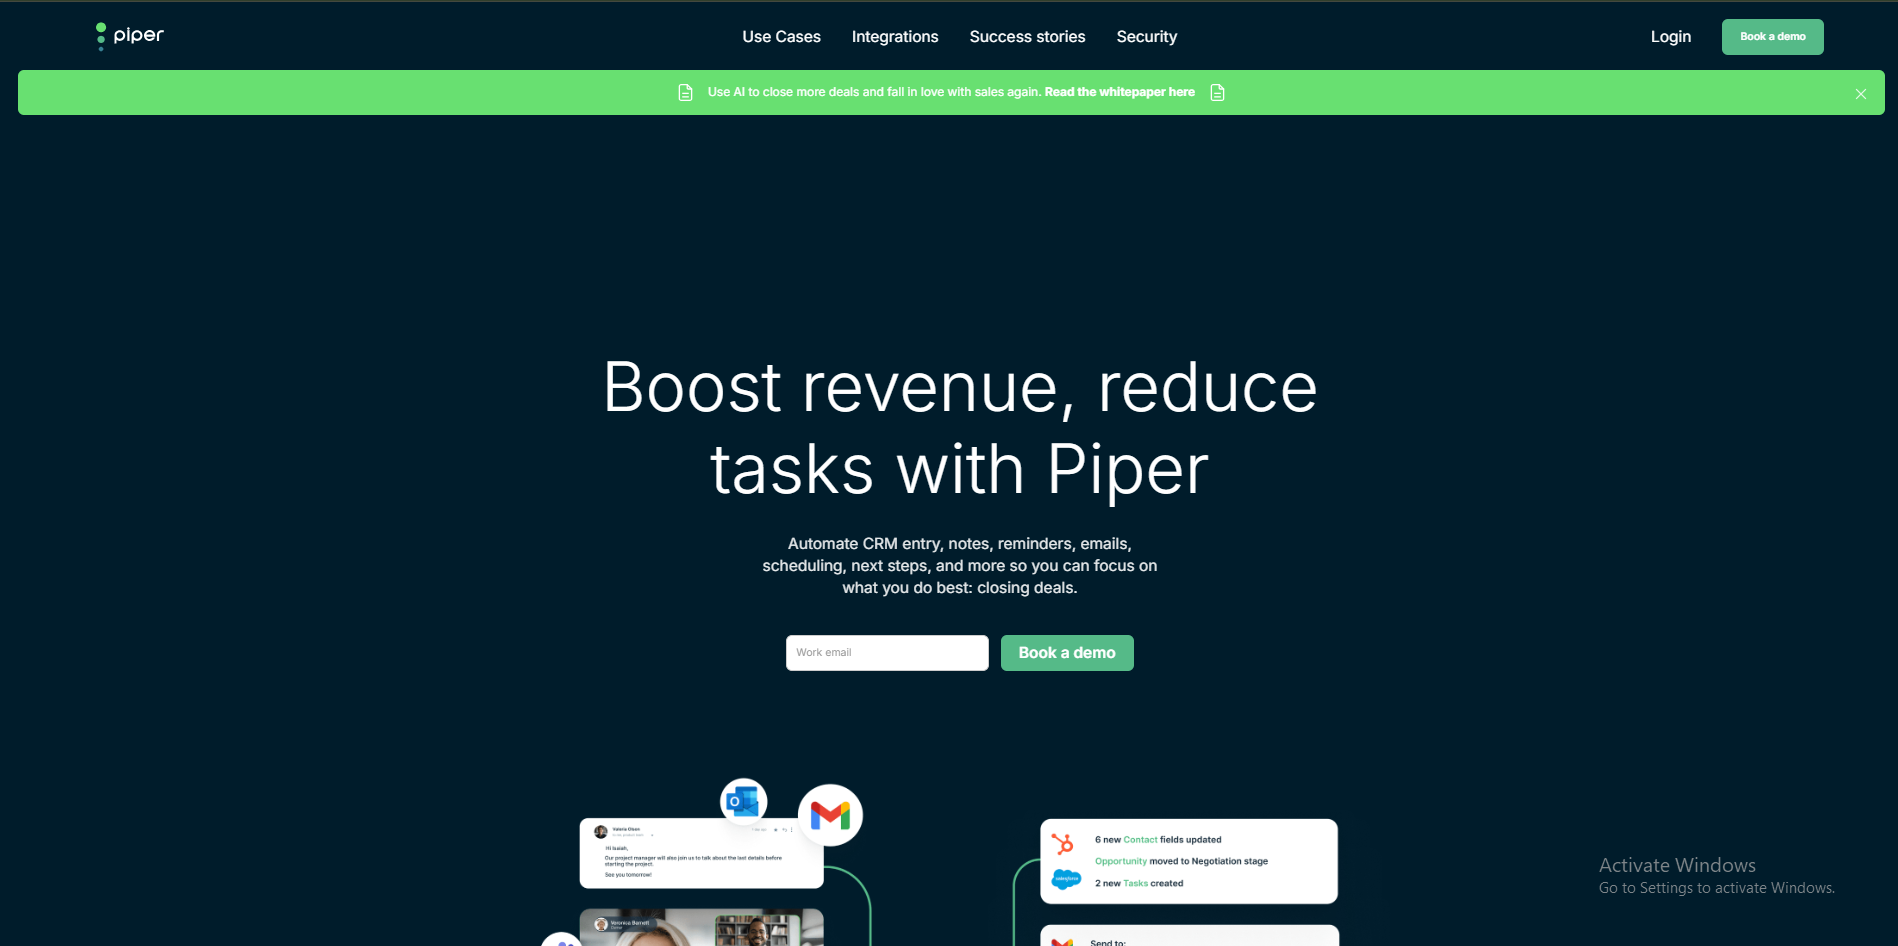 piper
Use Cases
Integrations
Success stories
Security
Login
Book a demo
Use AI to close more deals and fall in love with sales again. Read the whitepaper here
Boost revenue, reduce
tasks with Piper
Automate CRM entry, notes, reminders, emails,
scheduling, next steps, and more so you can focus on
what you do best: closing deals.
Work email
Book a demo
Valerie Olsen
Hi Isaiah,
Our project manager will also join us to talk about the last details before
starting the project.
See you tomorrow!
Veronica Barnett
6 new Contact fields updated
Opportunity moved to Negotiation stage
salesforce
2 new Tasks created
Send to:
Activate Windows
Go to Settings to activate Windows.